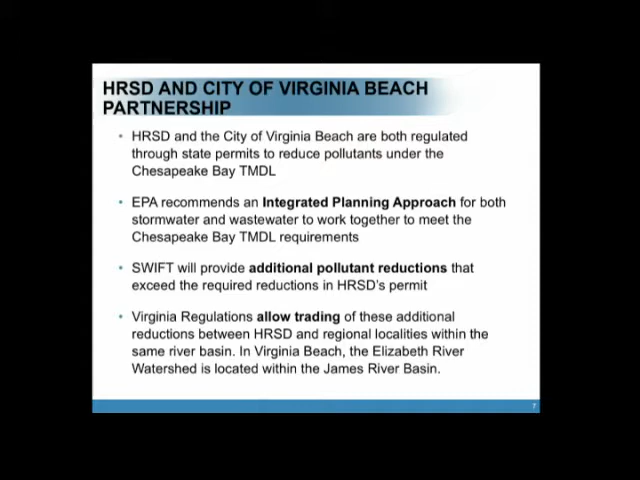 HRSD AND CITY OF VIRGINIA BEACH
PARTNERSHIP
• HRSD and the City of Virginia Beach are both regulated
through state permits to reduce pollutants under the
Chesapeake Bay TMDL
• EPA recommends an Integrated Planning Approach for both
stormwater and wastewater to work together to meet the
Chesapeake Bay TMDL requirements
• SWIFT will provide additional pollutant reductions that
exceed the required reductions in HRSD's permit
• Virginia Regulations allow trading of these additional
reductions between HRSD and regional localities within the
same river basin. In Virginia Beach, the Elizabeth River
Watershed is located within the James River Basin.
7